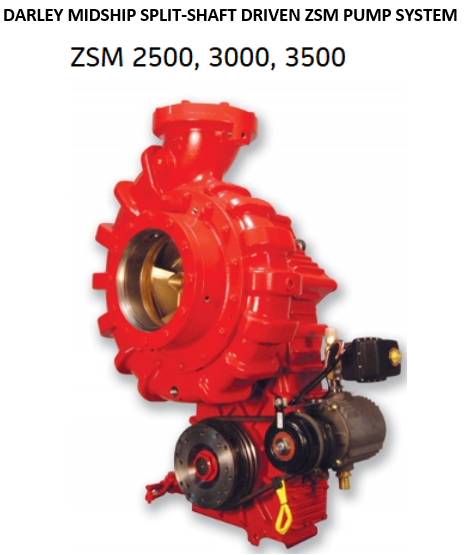 DARLEY MIDSHIP SPLIT-SHAFT DRIVEN ZSM PUMP SYSTEM
ZSM 2500, 3000, 3500